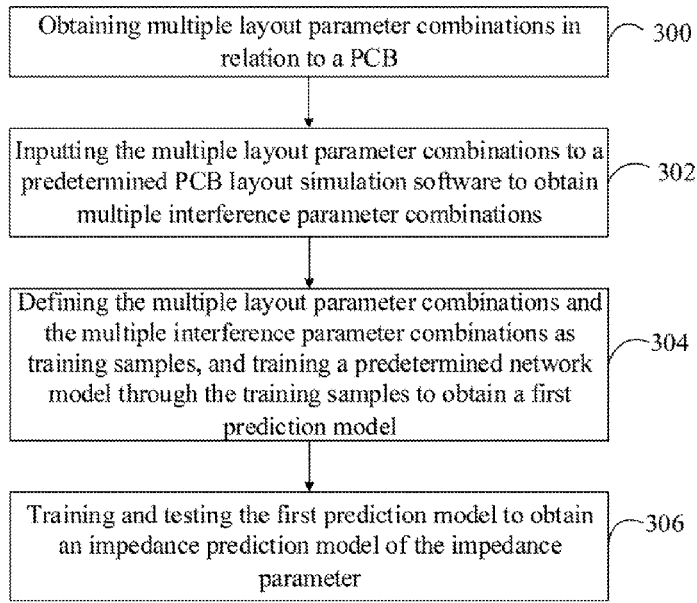 Obtaining multiple layout parameter combinations in
relation to a PCB
300
Inputting the multiple layout parameter combinations to a
predetermined PCB layout simulation software to obtain
multiple interference parameter combinations
302
Defining the multiple layout parameter combinations and
the multiple interference parameter combinations as
training samples, and training a predetermined network
model through the training samples to obtain a first
prediction model
304
Training and testing the first prediction model to obtain
an impedance prediction model of the impedance
parameter
306